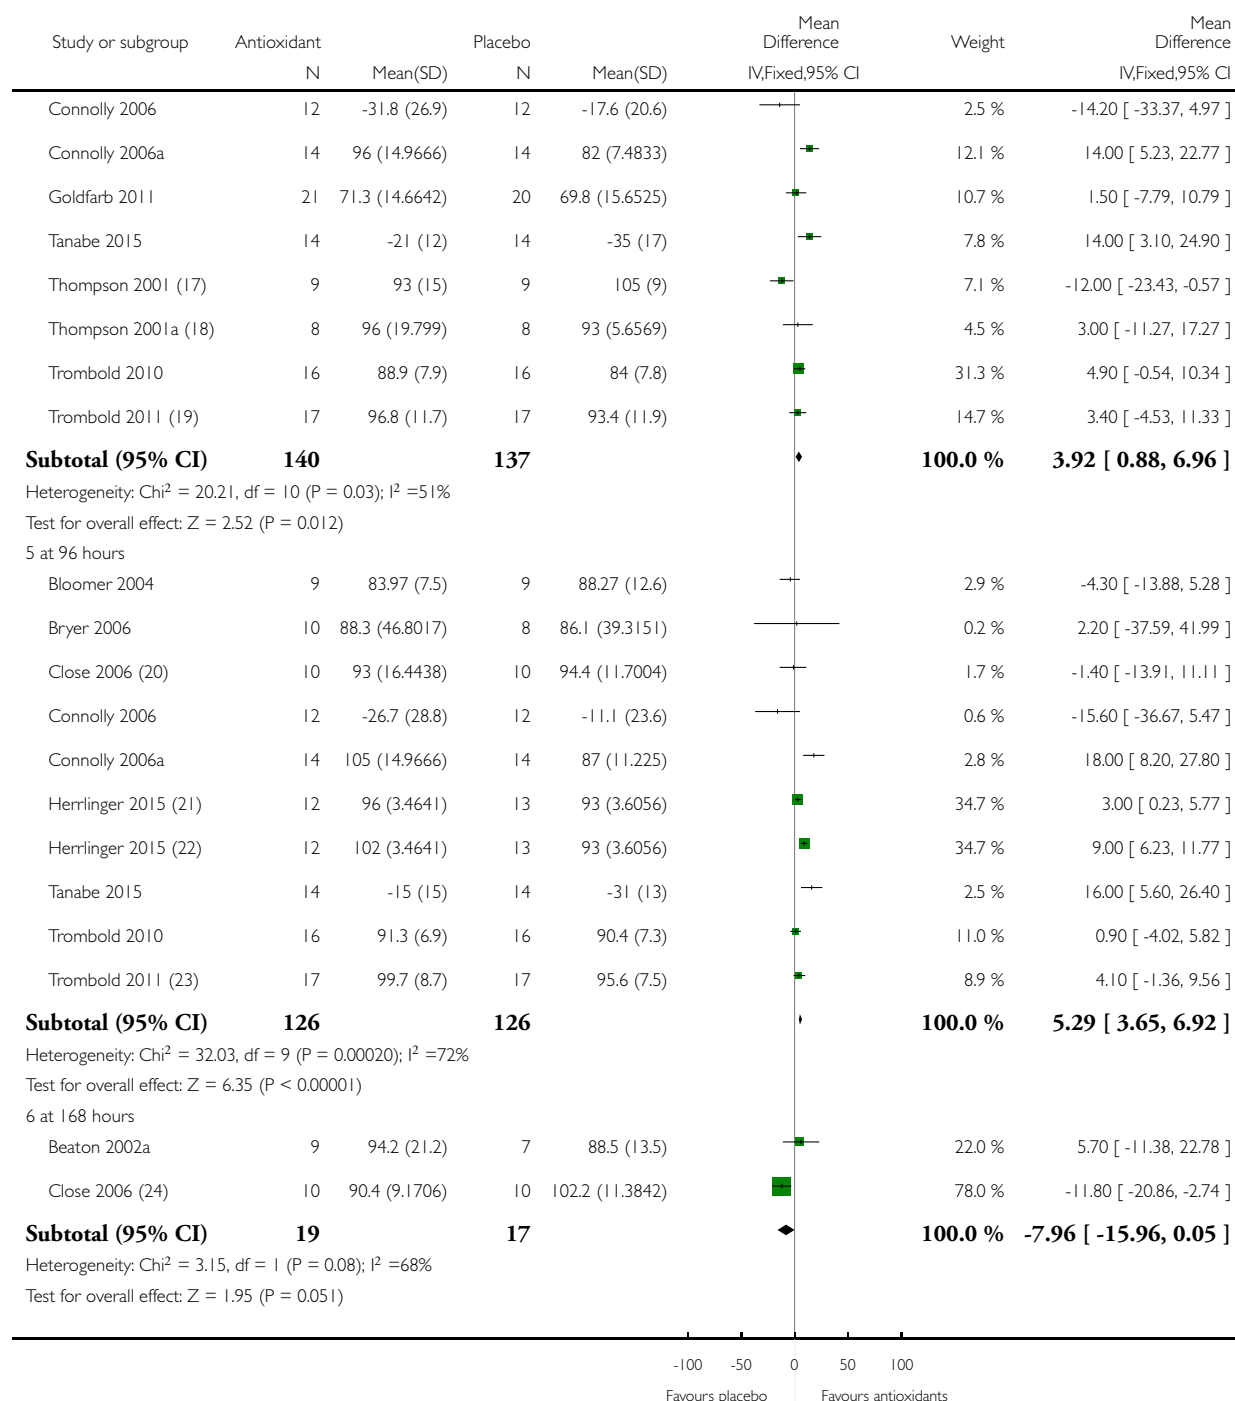 Study or subgroup Antioxidant Placebo Mean Difference Weight Mean Difference
N Mean(SD) N Mean(SD) IV,Fixed,95% CI IV,Fixed,95% CI
Connolly 2006 12 -31.8 (26.9) 12 -17.6 (20.6) 2.5 % -14.20 [ -33.37, 4.97 ]
Connolly 2006a 14 96 (14.9666) 14 82 (7.4833) 12.1 % 14.00 [ 5.23, 22.77 ]
Goldfarb 2011 21 71.3 (14.6642) 20 69.8 (15.6525) 10.7 % 1.50 [ -7.79, 10.79 ]
Tanabe 2015 14 -21 (12) 14 -35 (17) 7.8 % 14.00 [ 3.10, 24.90 ]
Thompson 2001 (17) 9 93 (15) 9 105 (9) 7.1 % -12.00 [ -23.43, -0.57 ]
Thompson 2001a (18) 8 96 (19.799) 8 93 (5.6569) 4.5 % 3.00 [ -11.27, 17.27 ]
Trombold 2010 16 88.9 (7.9) 16 84 (7.8) 31.3 % 4.90 [ -0.54, 10.34 ]
Trombold 2011 (19) 17 96.8 (11.7) 17 93.4 (11.9) 14.7 % 3.40 [ -4.53, 11.33 ]
Subtotal (95% CI) 140 137 100.0 % 3.92 [ 0.88, 6.96 ]
Heterogeneity: Chi² = 20.21, df = 10 (P = 0.03); I² =51%
Test for overall effect: Z = 2.52 (P = 0.012)
5 at 96 hours
Bloomer 2004 9 83.97 (7.5) 9 88.27 (12.6) 2.9 % -4.30 [ -13.88, 5.28 ]
Bryer 2006 10 88.3 (46.8017) 8 86.1 (39.3151) 0.2 % 2.20 [ -37.59, 41.99 ]
Close 2006 (20) 10 93 (16.4438) 10 94.4 (11.7004) 1.7 % -1.40 [ -13.91, 11.11 ]
Connolly 2006 12 -26.7 (28.8) 12 -11.1 (23.6) 0.6 % -15.60 [ -36.67, 5.47 ]
Connolly 2006a 14 105 (14.9666) 14 87 (11.225) 2.8 % 18.00 [ 8.20, 27.80 ]
Herrlinger 2015 (21) 12 96 (3.4641) 13 93 (3.6056) 34.7 % 3.00 [ 0.23, 5.77 ]
Herrlinger 2015 (22) 12 102 (3.4641) 13 93 (3.6056) 34.7 % 9.00 [ 6.23, 11.77 ]
Tanabe 2015 14 -15 (15) 14 -31 (13) 2.5 % 16.00 [ 5.60, 26.40 ]
Trombold 2010 16 91.3 (6.9) 16 90.4 (7.3) 11.0 % 0.90 [ -4.02, 5.82 ]
Trombold 2011 (23) 17 99.7 (8.7) 17 95.6 (7.5) 8.9 % 4.10 [ -1.36, 9.56 ]
Subtotal (95% CI) 126 126 100.0 % 5.29 [ 3.65, 6.92 ]
Heterogeneity: Chi² = 32.03, df = 9 (P = 0.00020); I² =72%
Test for overall effect: Z = 6.35 (P < 0.00001)
6 at 168 hours
Beaton 2002a 9 94.2 (21.2) 7 88.5 (13.5) 22.0 % 5.70 [ -11.38, 22.78 ]
Close 2006 (24) 10 90.4 (9.1706) 10 102.2 (11.3842) 78.0 % -11.80 [ -20.86, -2.74 ]
Subtotal (95% CI) 19 17 100.0 % -7.96 [ -15.96, 0.05 ]
Heterogeneity: Chi² = 3.15, df = 1 (P = 0.08); I² =68%
Test for overall effect: Z = 1.95 (P = 0.051)
-100 -50 0 50 100
Favours placebo Favours antioxidants